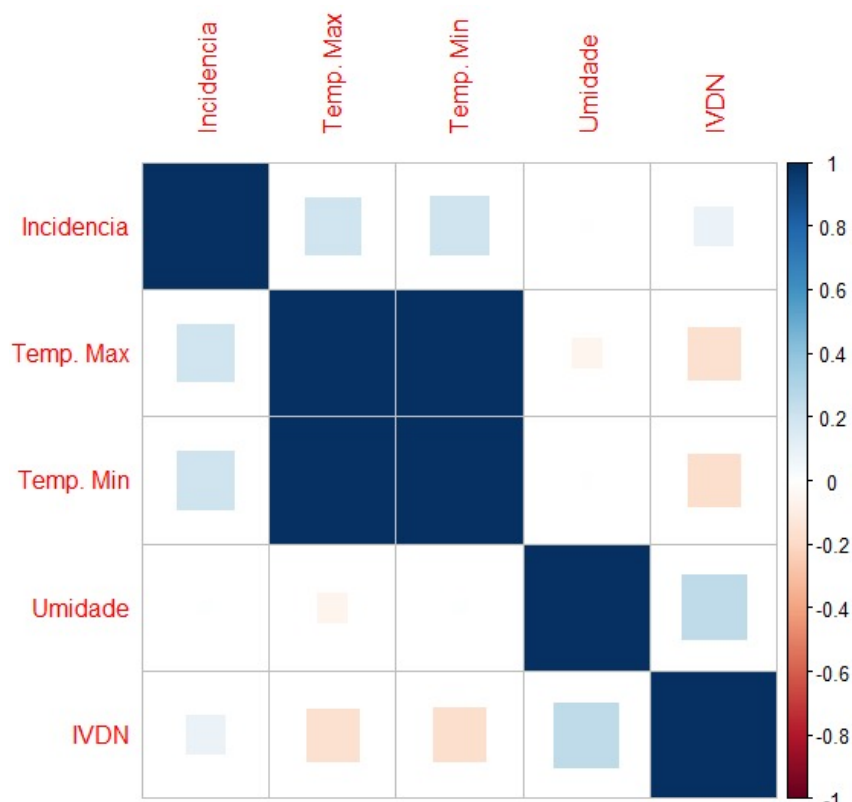 Incidencia
Temp. Max
Temp. Min
Umidade
IVDN
Incidencia
Temp. Max
Temp. Min
Umidade
IVDN
1
0.8
0.6
0.4
0.2
0
-0.2
-0.4
-0.6
-0.8
-1